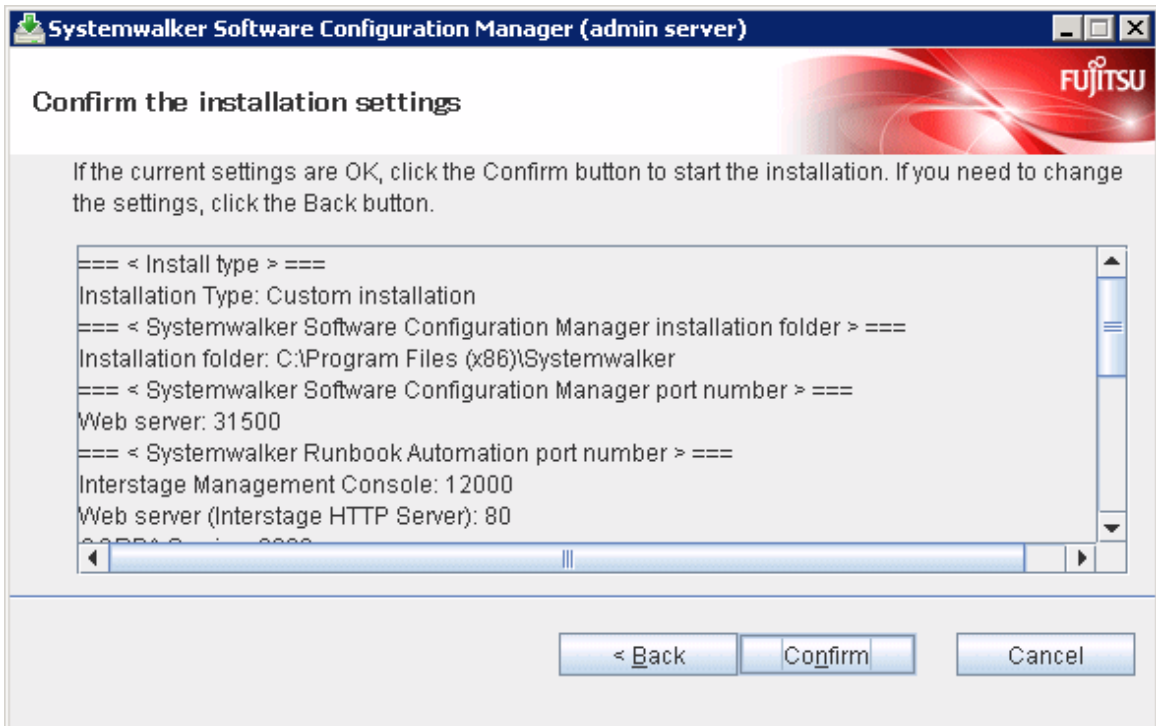 Systemwalker Software Configuration Manager (admin server)
FUJITSU
Confirm the installation settings
If the current settings are OK, click the Confirm button to start the installation. If you need to change
the settings, click the Back button.
=== < Install type > ===
Installation Type: Custom installation
=== < Systemwalker Software Configuration Manager installation folder > ===
Installation folder: C:\Program Files (x86)\Systemwalker
=== < Systemwalker Software Configuration Manager port number > ===
Web server: 31500
=== < Systemwalker Runbook Automation port number > ===
Interstage Management Console: 12000
Web server (Interstage HTTP Server): 80
< Back
Confirm
Cancel